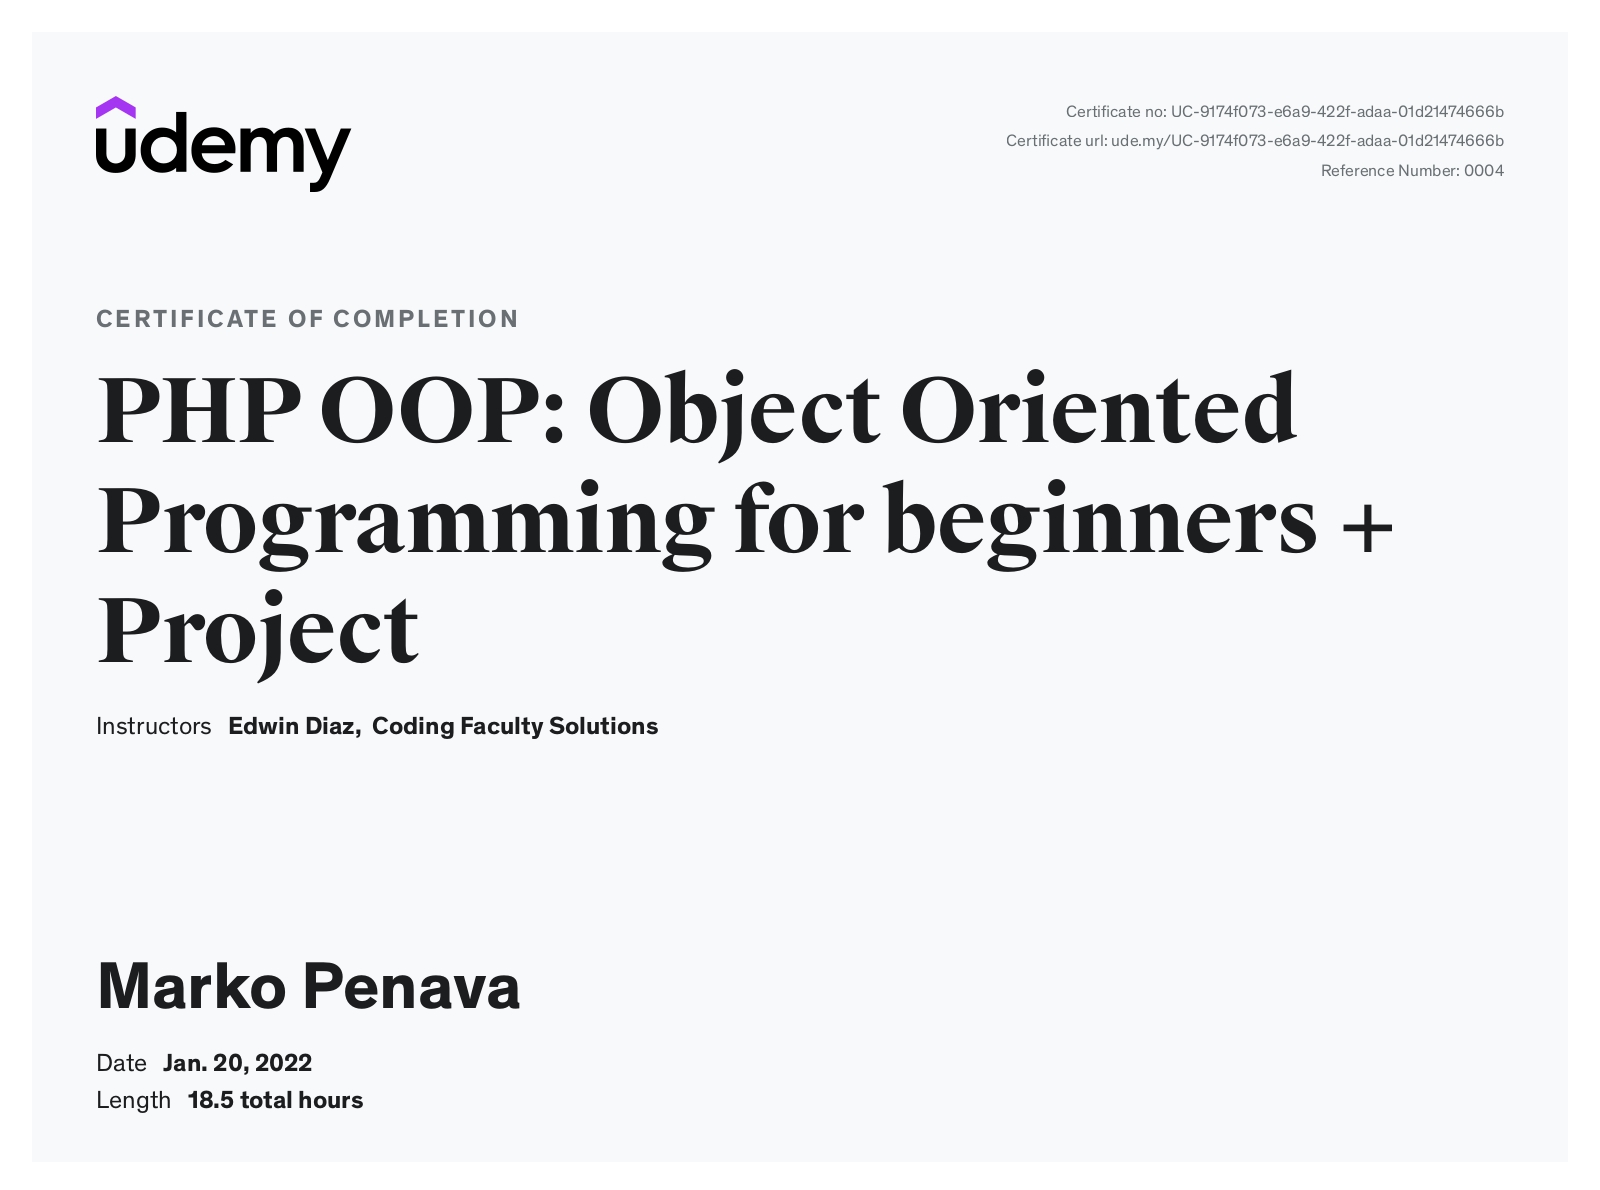 udemy
Certificate no: UC-9174f073-e6a9-422f-adaa-01d21474666b
Certificate url: ude.my/UC-9174f073-e6a9-422f-adaa-01d21474666b
Reference Number: 0004
CERTIFICATE OF COMPLETION
PHP OOP: Object Oriented
Programming for beginners +
Project
Instructors Edwin Diaz, Coding Faculty Solutions
Marko Penava
Date Jan. 20, 2022
Length 18.5 total hours